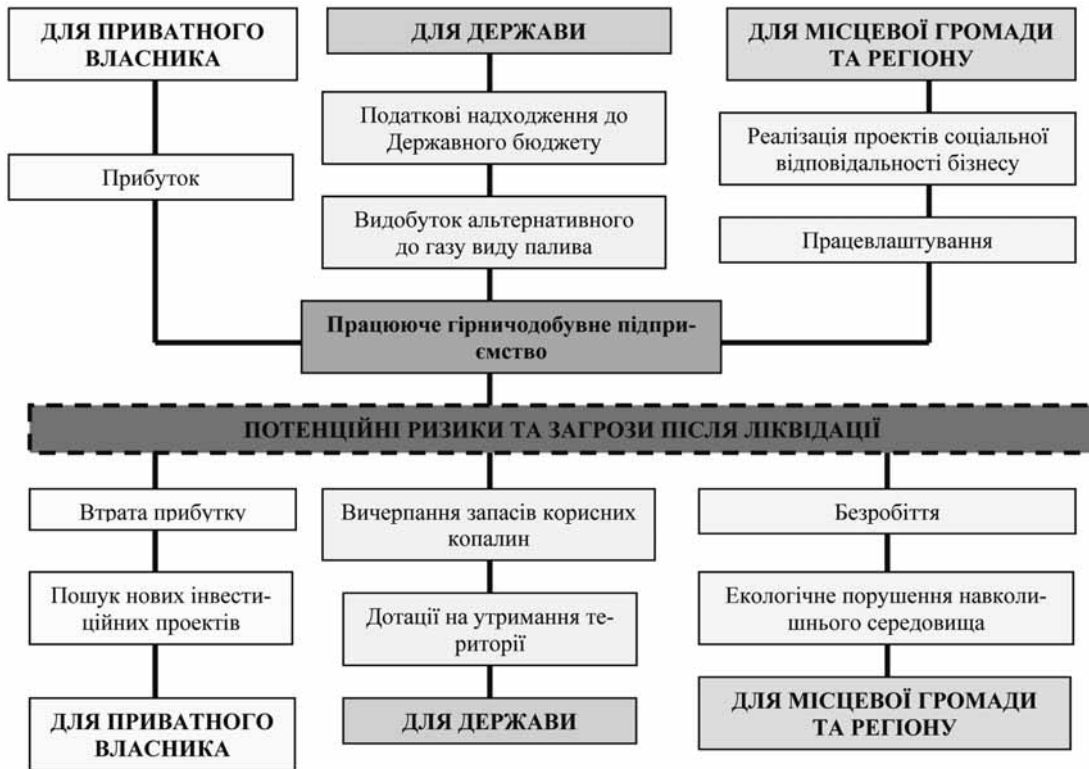 ДЛЯ ПРИВАТНОГО
ВЛАСНИКА
ДЛЯ ДЕРЖАВИ
ДЛЯ МІСЦЕВОЇ ГРОМАДИ
ТА РЕГІОНУ
Податкові надходження до
Державного бюджету
Реалізація проектів соціальної
відповідальності бізнесу
Прибуток
Видобуток альтернативного
до газу виду палива
Працевлаштування
Працююче гірничодобувне підпри-
ємство
ПОТЕНЦІЙНІ РИЗИКИ ТА ЗАГРОЗИ ПІСЛЯ ЛІКВІДАЦІЇ
Втрата прибутку
Вичерпання запасів корисних
копалин
Безробіття
Пошук нових інвести-
ційних проектів
Дотації на утримання те-
риторії
Екологічне порушення навколи-
шнього середовища
ДЛЯ ПРИВАТНОГО
ВЛАСНИКА
ДЛЯ ДЕРЖАВИ
ДЛЯ МІСЦЕВОЇ ГРОМАДИ
ТА РЕГІОНУ